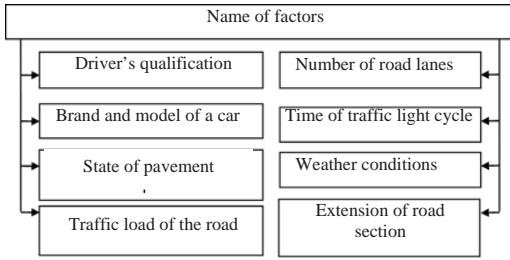 Name of factors
Driver's qualification
Number of road lanes
Brand and model of a car
Time of traffic light cycle
State of pavement
Weather conditions
Traffic load of the road
Extension of road
section